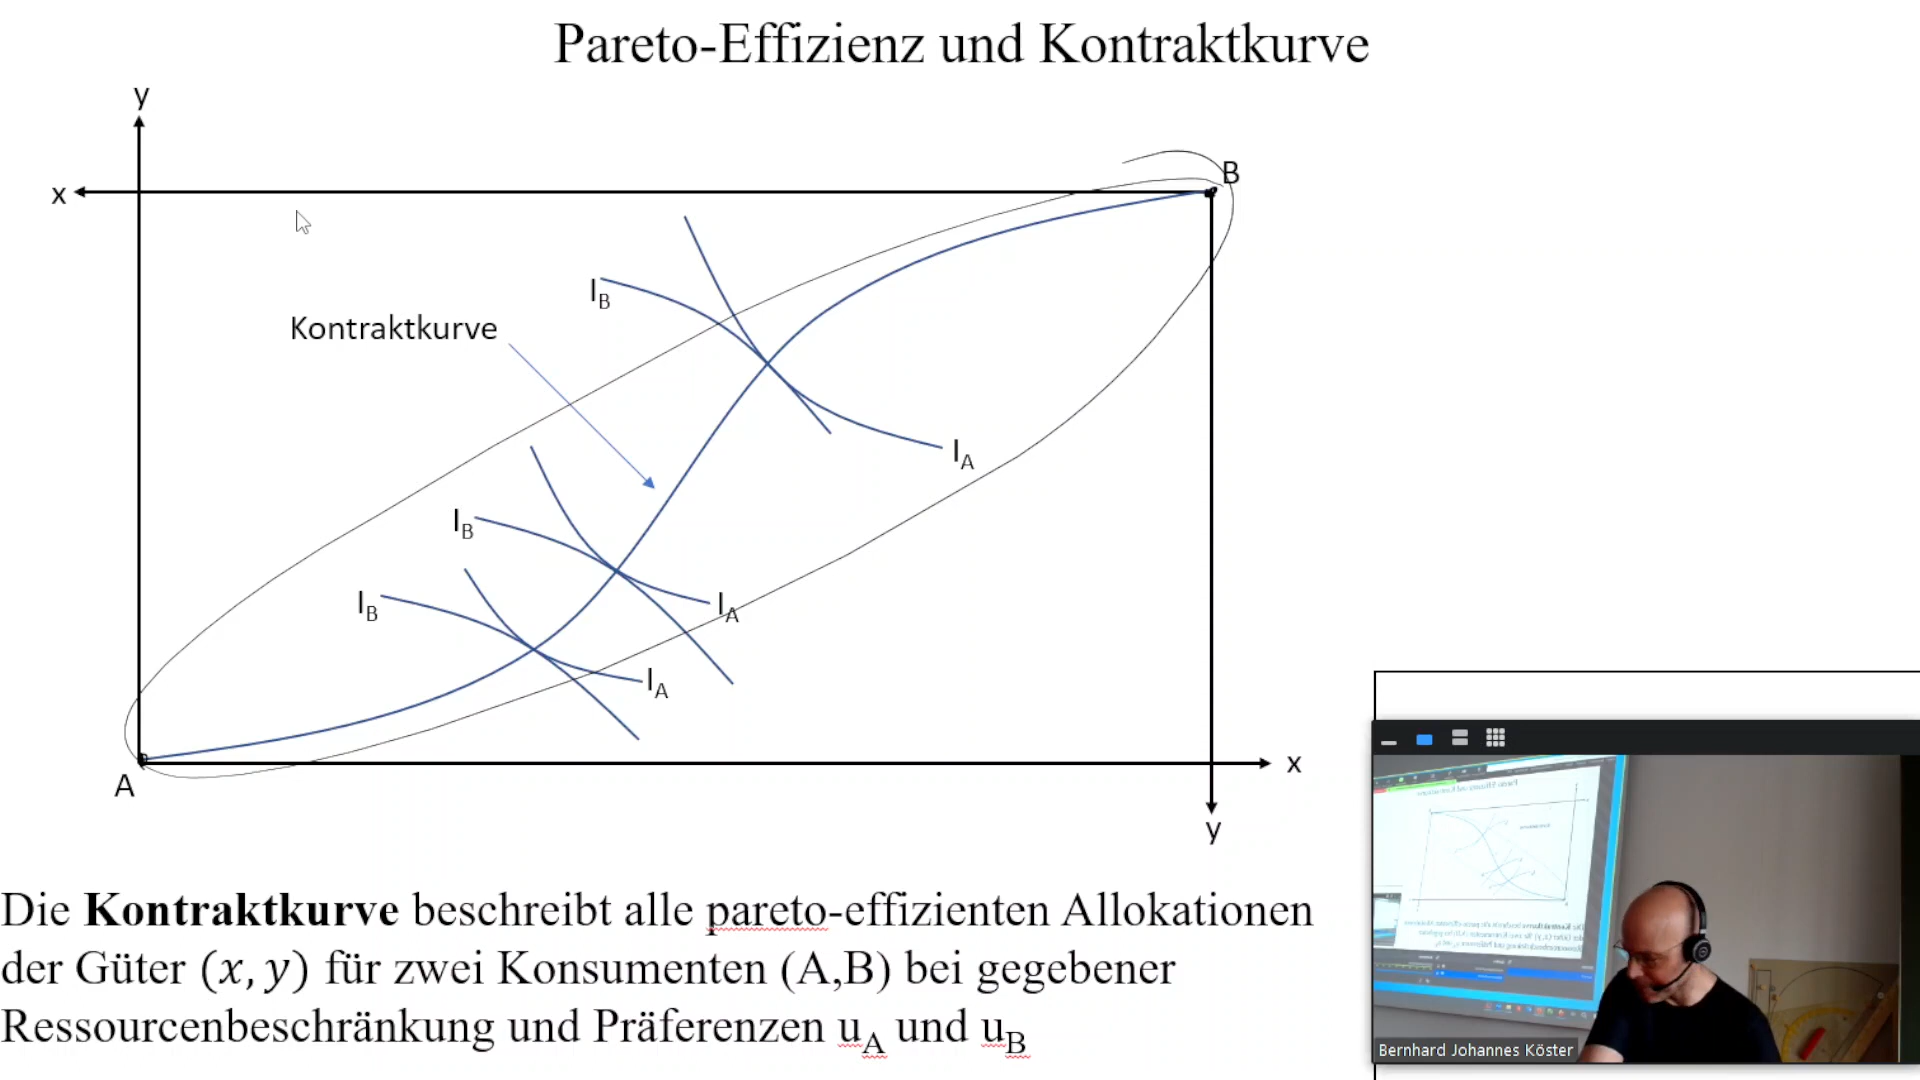 Pareto-Effizienz und Kontraktkurve
y
x
B
I_B
Kontraktkurve
I_A
I_B
I_B
I_A
I_A
x
A
y
Die Kontraktkurve beschreibt alle pareto-effizienten Allokationen
der Güter (x, y) für zwei Konsumenten (A,B) bei gegebener
Ressourcenbeschränkung und Präferenzen u_A und u_B
Bernhard Johannes Köster